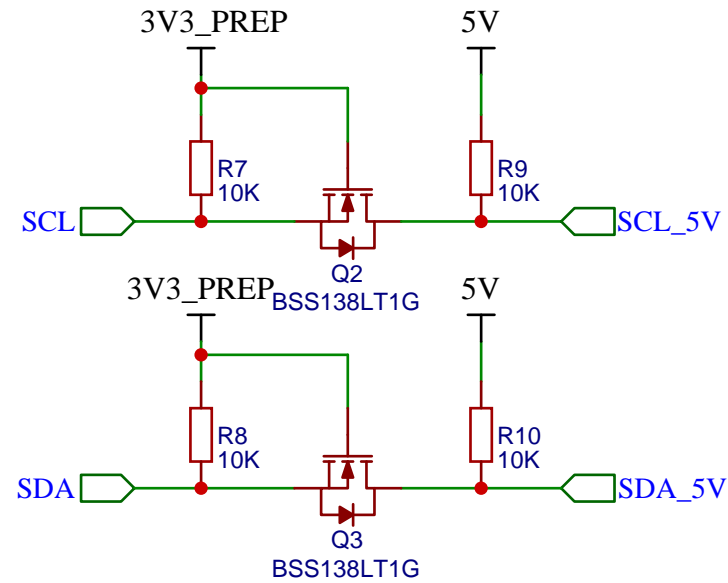 3V3_PREP 5V
R7 R9
10K 10K
SCL SCL_5V
Q2
BSS138LT1G
3V3_PREP 5V
R8 R10
10K 10K
SDA SDA_5V
Q3
BSS138LT1G